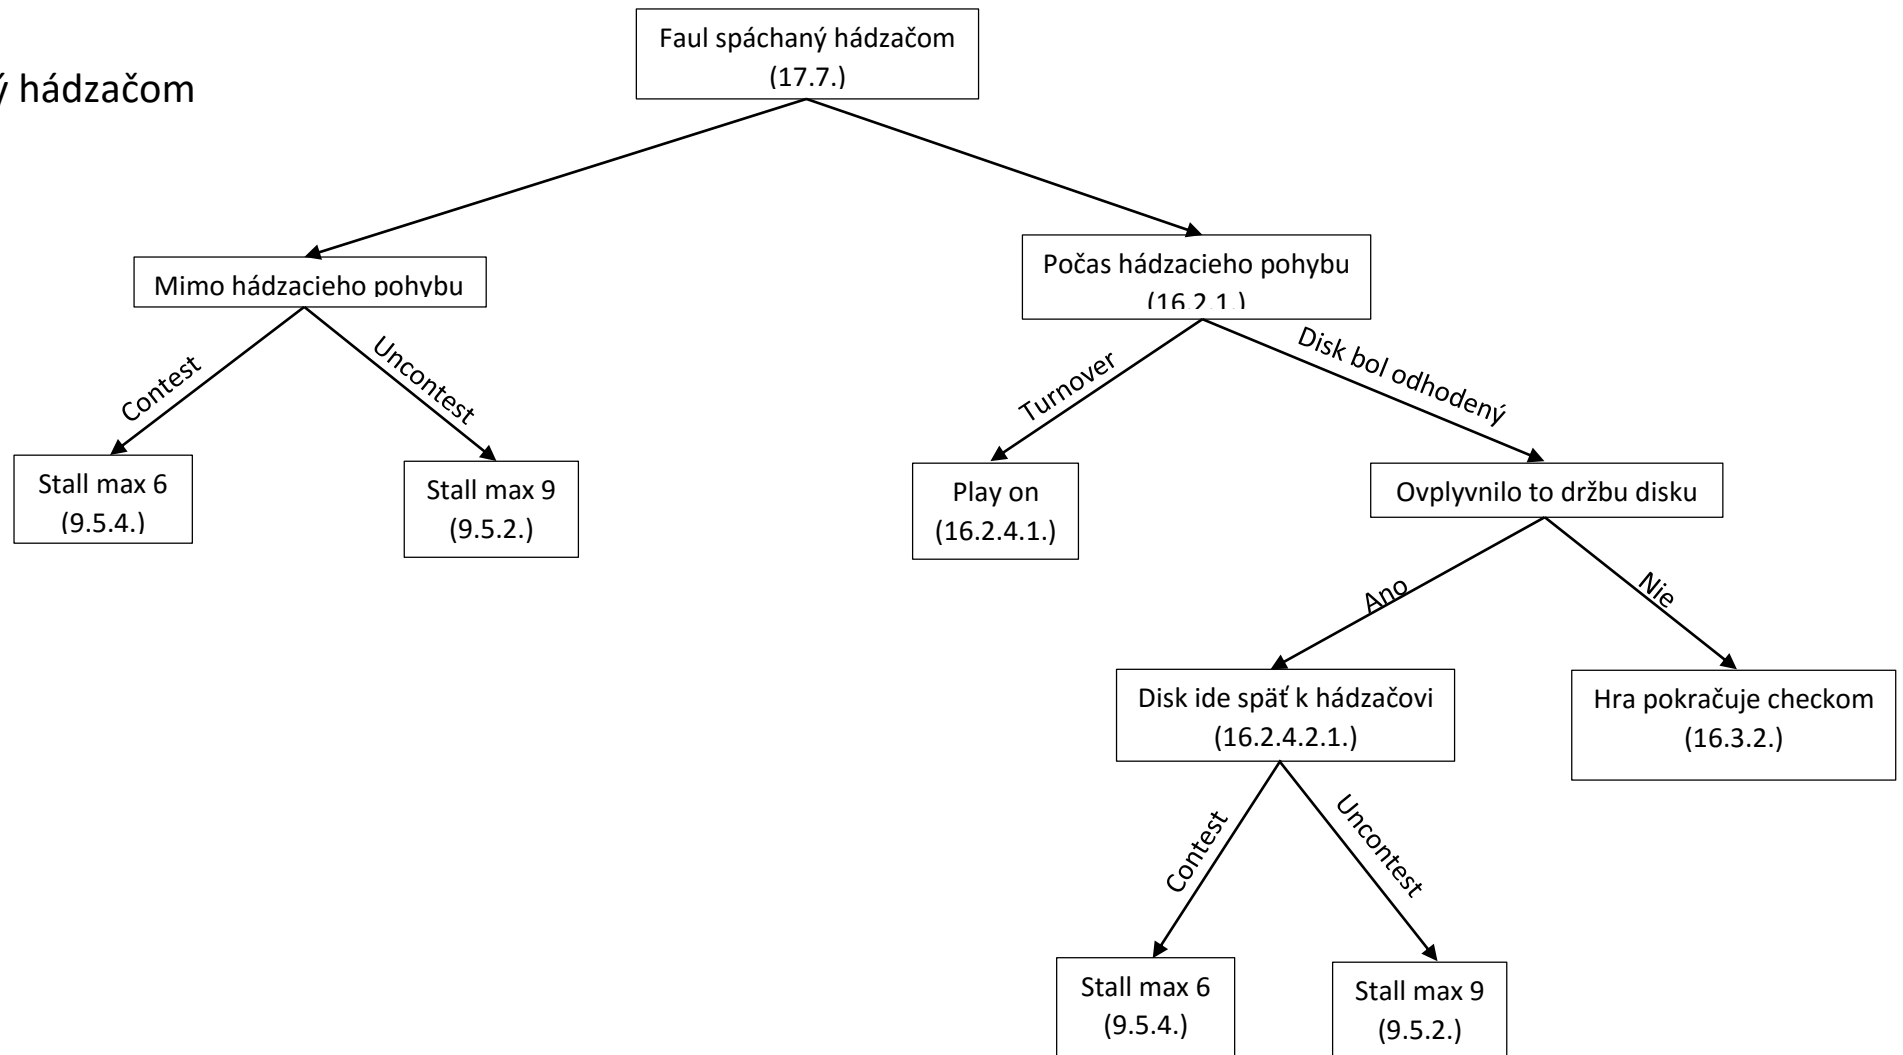 ý hádzačom
Faul spáchaný hádzačom
(17.7.)
Mimo hádzacieho pohybu
Počas hádzacieho pohybu
(16.2.1.)
Contest
Uncontest
Turnover
Disk bol odhodený
Stall max 6
(9.5.4.)
Stall max 9
(9.5.2.)
Play on
(16.2.4.1.)
Ovplyvnilo to držbu disku
Ano
Nie
Disk ide späť k hádzačovi
(16.2.4.2.1.)
Hra pokračuje checkom
(16.3.2.)
Contest
Uncontest
Stall max 6
(9.5.4.)
Stall max 9
(9.5.2.)